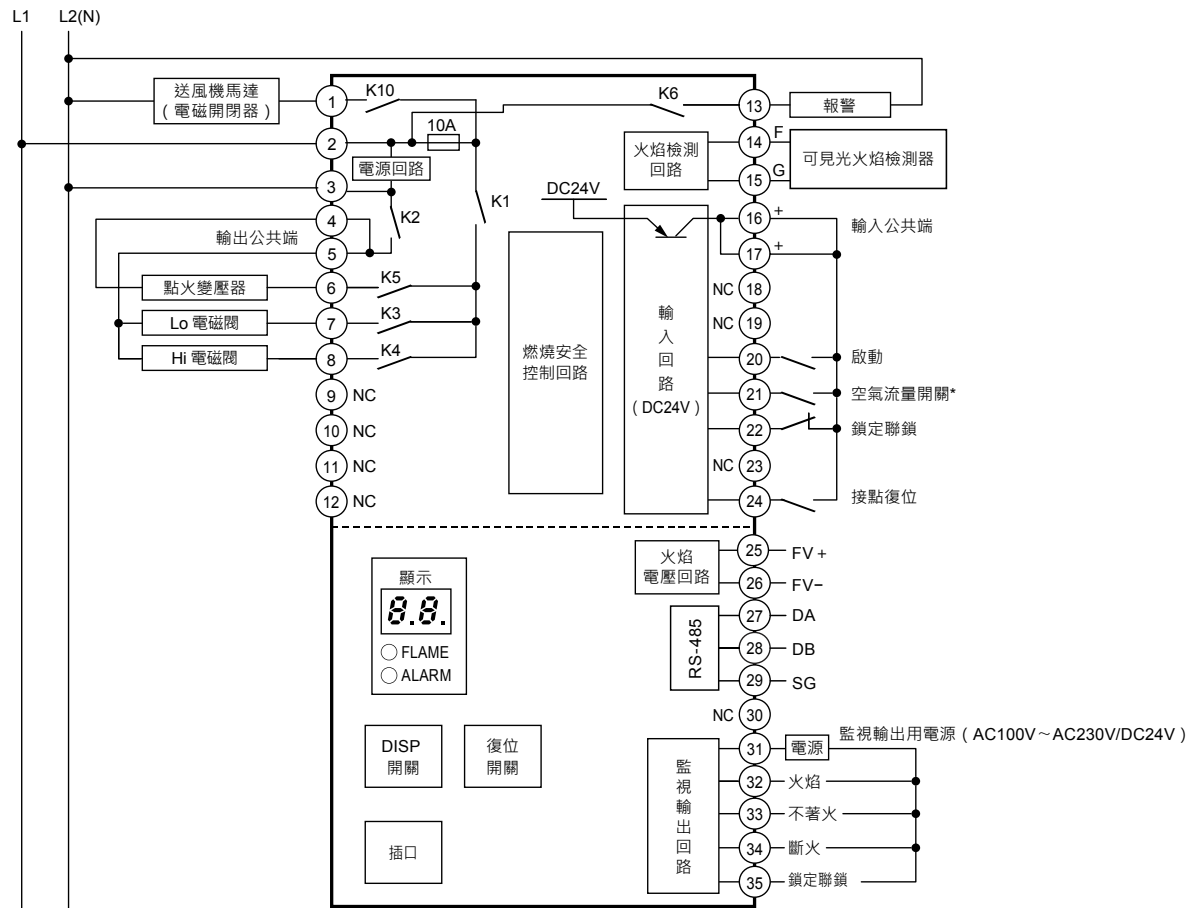 L1 L2(N)
送風機馬達
(電磁開閉器)
1
K10
K6
13
報警
2
10A
電源回路
3
4
K2
K1
輸出公共端
5
點火變壓器
6
K5
Lo 電磁閥
7
K3
Hi 電磁閥
8
K4
9 NC
10 NC
11 NC
12 NC
燃燒安全
控制回路
DC24V
火焰檢測
回路
14 F
15 G
可見光火焰檢測器
輸入回路
(DC24V)
16 +
輸入公共端
17 +
NC 18
NC 19
20
啟動
21
空氣流量開關*
22
鎖定聯鎖
NC 23
24
接點復位
顯示
8.8.
FLAME
ALARM
DISP
開關
復位
開關
插口
火焰
電壓回路
25 FV+
26 FV−
RS-485
27 DA
28 DB
29 SG
NC 30
監視輸出回路
31 電源 監視輸出用電源(AC100V~AC230V/DC24V)
32 火焰
33 不著火
34 斷火
35 鎖定聯鎖